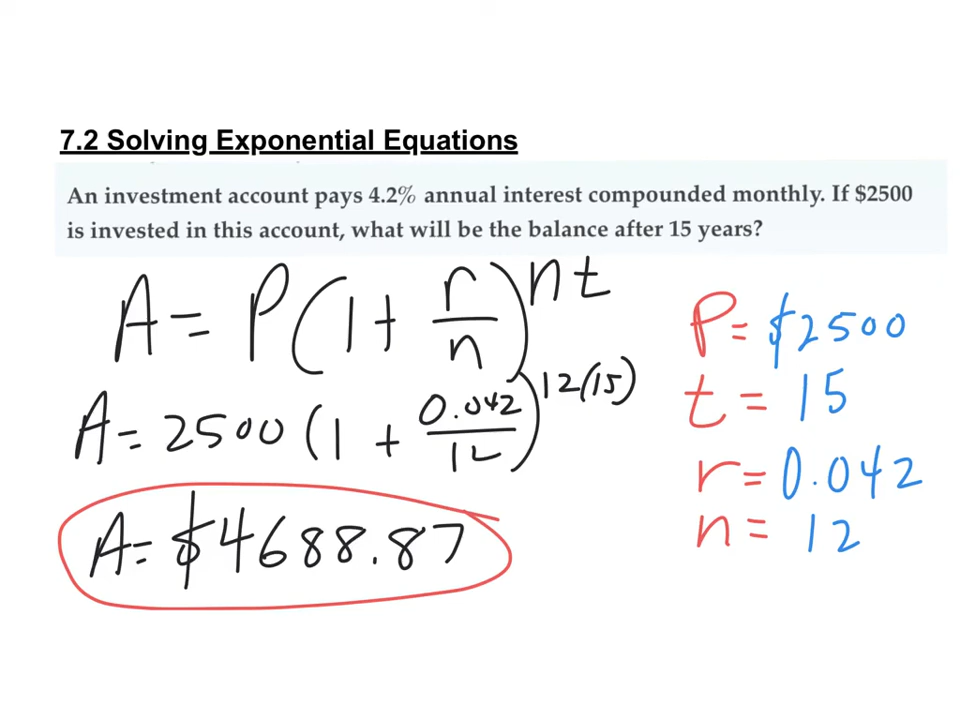 7.2 Solving Exponential Equations
An investment account pays 4.2% annual interest compounded monthly. If $2500
is invested in this account, what will be the balance after 15 years?
A = P(1 + r/n)^nt
A = 2500(1 + 0.042/12)^12(15)
A = $4688.87
P = $2500
t = 15
r = 0.042
n = 12